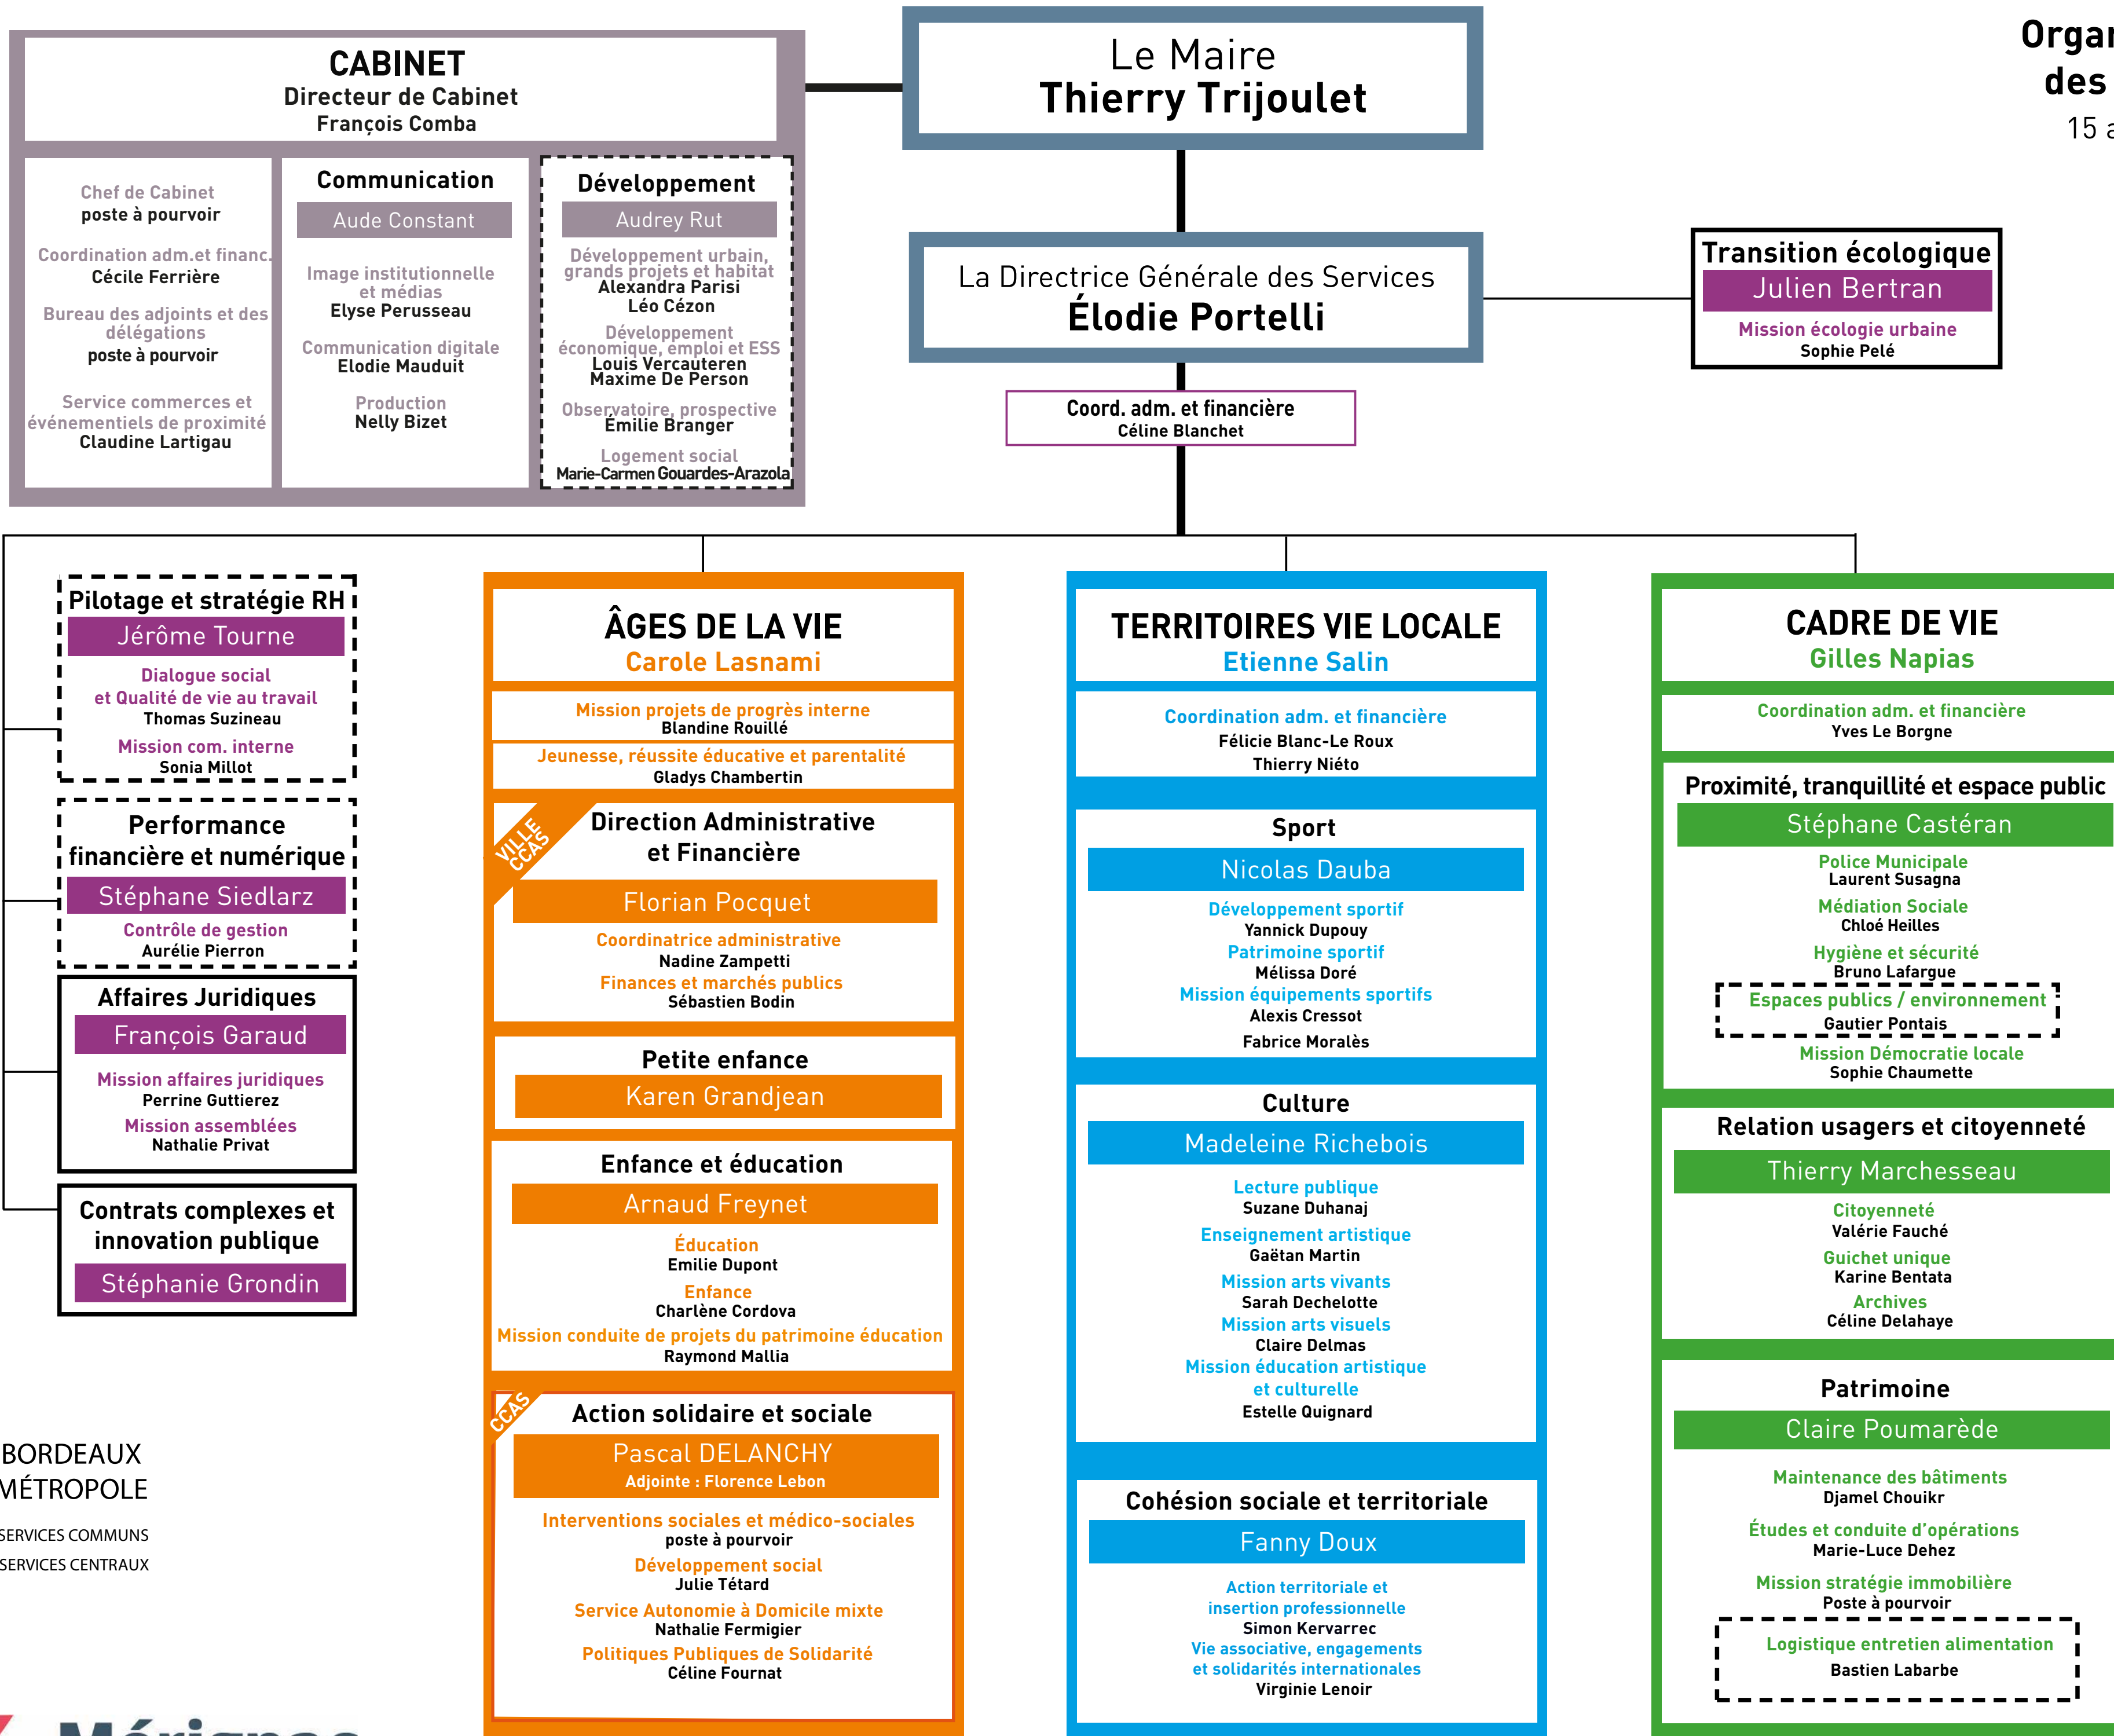 CABINET
Directeur de Cabinet
François Comba
Chef de Cabinet
poste à pourvoir
Coordination adm.et financ.
Cécile Ferrière
Bureau des adjoints et des
délégations
poste à pourvoir
Service commerces et
événementiels de proximité
Claudine Lartigau
Communication
Aude Constant
Image institutionnelle
et médias
Elyse Perusseau
Communication digitale
Elodie Mauduit
Production
Nelly Bizet
Développement
Audrey Rut
Développement urbain,
grands projets et habitat
Alexandra Parisi
Léo Cézon
Développement
économique, emploi et ESS
Louis Vercauteren
Maxime De Person
Observatoire, prospective
Émilie Branger
Logement social
Marie-Carmen Gouardes-Arazola
Le Maire
Thierry Trijoulet
La Directrice Générale des Services
Élodie Portelli
Coord. adm. et financière
Céline Blanchet
Organ
des
15 a
Transition écologique
Julien Bertran
Mission écologie urbaine
Sophie Pelé
Pilotage et stratégie RH
Jérôme Tourne
Dialogue social
et Qualité de vie au travail
Thomas Suzineau
Mission com. interne
Sonia Millot
Performance
financière et numérique
Stéphane Siedlarz
Contrôle de gestion
Aurélie Pierron
Affaires Juridiques
François Garaud
Mission affaires juridiques
Perrine Guttierez
Mission assemblées
Nathalie Privat
Contrats complexes et
innovation publique
Stéphanie Grondin
BORDEAUX
MÉTROPOLE
SERVICES COMMUNS
SERVICES CENTRAUX
Mérignac
ÂGES DE LA VIE
Carole Lasnami
Mission projets de progrès interne
Blandine Rouillé
Jeunesse, réussite éducative et parentalité
Gladys Chambertin
VILLE
CCAS
Direction Administrative
et Financière
Florian Pocquet
Coordinatrice administrative
Nadine Zampetti
Finances et marchés publics
Sébastien Bodin
Petite enfance
Karen Grandjean
Enfance et éducation
Arnaud Freynet
Éducation
Emilie Dupont
Enfance
Charlène Cordova
Mission conduite de projets du patrimoine éducation
Raymond Mallia
CCAS
Action solidaire et sociale
Pascal DELANCHY
Adjointe : Florence Lebon
Interventions sociales et médico-sociales
poste à pourvoir
Développement social
Julie Tétard
Service Autonomie à Domicile mixte
Nathalie Fermigier
Politiques Publiques de Solidarité
Céline Fournat
TERRITOIRES VIE LOCALE
Etienne Salin
Coordination adm. et financière
Félicie Blanc-Le Roux
Thierry Niéto
Sport
Nicolas Dauba
Développement sportif
Yannick Dupouy
Patrimoine sportif
Mélissa Doré
Mission équipements sportifs
Alexis Cressot
Fabrice Moralès
Culture
Madeleine Richebois
Lecture publique
Suzane Duhanaj
Enseignement artistique
Gaëtan Martin
Mission arts vivants
Sarah Dechelotte
Mission arts visuels
Claire Delmas
Mission éducation artistique
et culturelle
Estelle Quignard
Cohésion sociale et territoriale
Fanny Doux
Action territoriale et
insertion professionnelle
Simon Kervarrec
Vie associative, engagements
et solidarités internationales
Virginie Lenoir
CADRE DE VIE
Gilles Napias
Coordination adm. et financière
Yves Le Borgne
Proximité, tranquillité et espace public
Stéphane Castéran
Police Municipale
Laurent Susagna
Médiation Sociale
Chloé Heilles
Hygiène et sécurité
Bruno Lafargue
Espaces publics / environnement
Gautier Pontais
Mission Démocratie locale
Sophie Chaumette
Relation usagers et citoyenneté
Thierry Marchesseau
Citoyenneté
Valérie Fauché
Guichet unique
Karine Bentata
Archives
Céline Delahaye
Patrimoine
Claire Poumarède
Maintenance des bâtiments
Djamel Chouikr
Études et conduite d’opérations
Marie-Luce Dehez
Mission stratégie immobilière
Poste à pourvoir
Logistique entretien alimentation
Bastien Labarbe